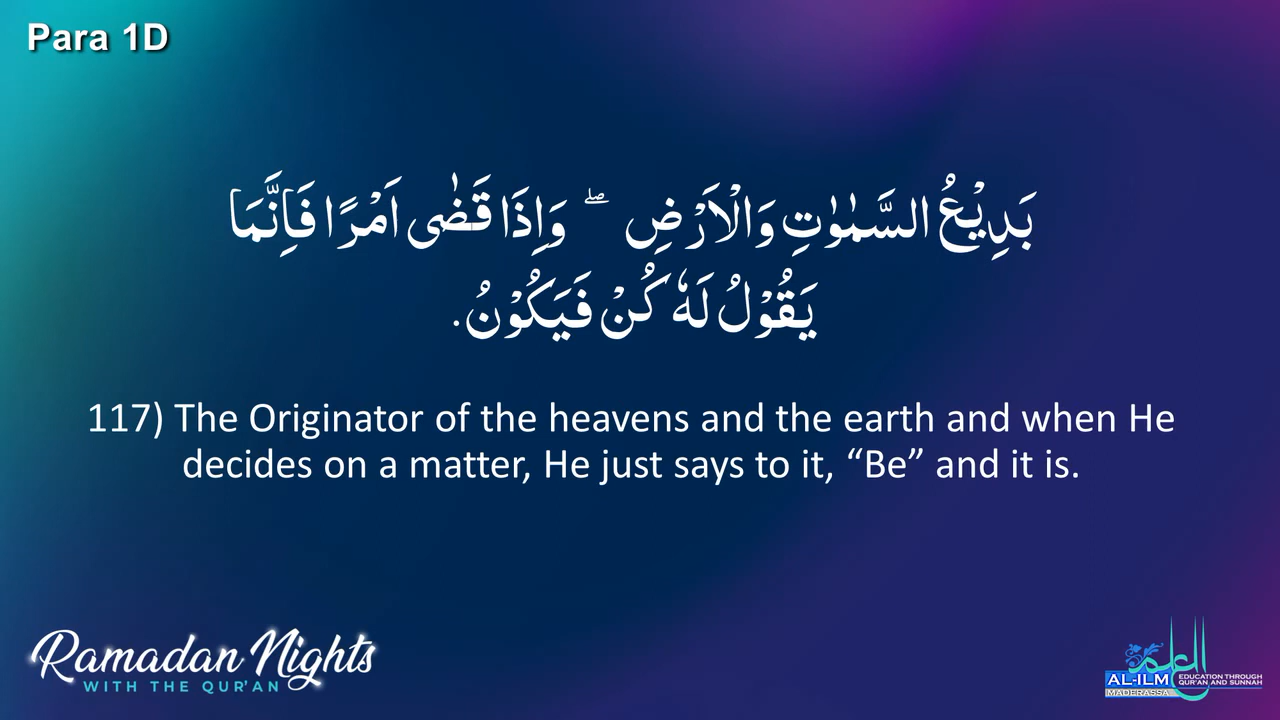 Para 1D
بَدِيْعُ السَّمٰوٰتِ وَالْاَرْضِ ۖ وَاِذَا قَضٰى اَمْرًا فَاِنَّمَا
يَقُوْلُ لَهٗ كُنْ فَيَكُوْنُ.
117) The Originator of the heavens and the earth and when He
decides on a matter, He just says to it, “Be” and it is.
Ramadan Nights
WITH THE QUR’AN
العلم
AL-ILM
MADERASSA
EDUCATION THROUGH
QUR’AN AND SUNNAH